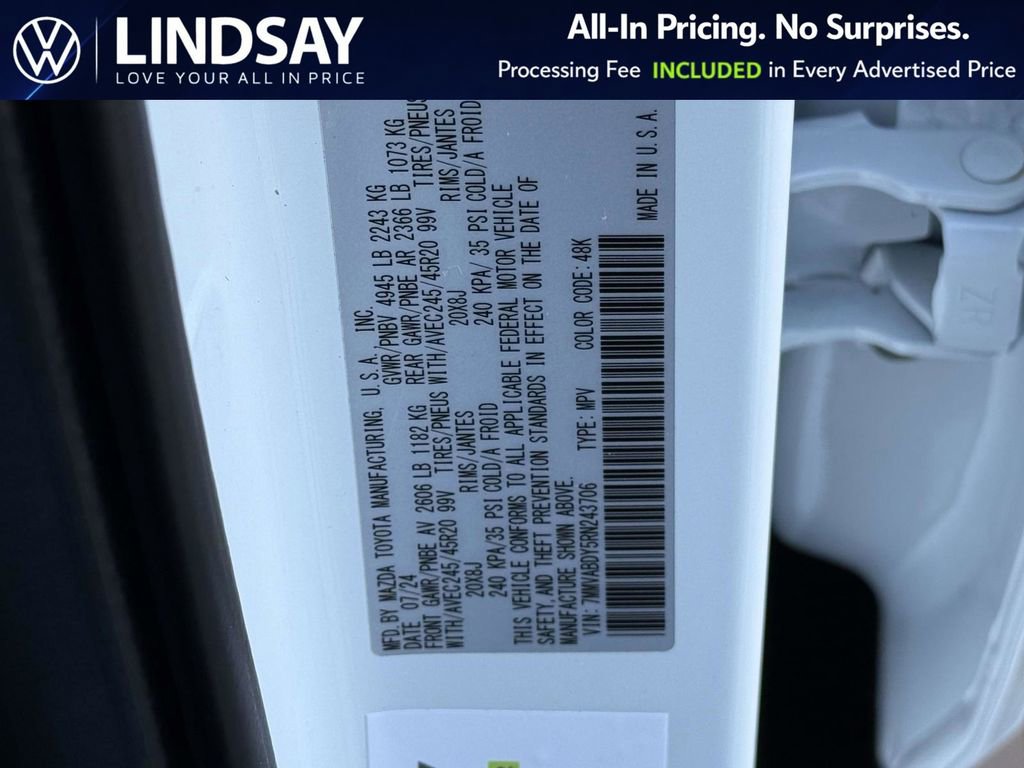 LINDSAY
LOVE YOUR ALL IN PRICE
All-In Pricing. No Surprises.
Processing Fee INCLUDED in Every Advertised Price
MFD. BY MAZDA TOYOTA MANUFACTURING, U.S.A. INC.
DATE 07/24 GVWR/PNBV 4945 LB 2243 KG
FRONT GAWR/PNBE AV 2606 LB 1182 KG REAR GAWR/PNBE AR 2366 LB 1073 KG
WITH/AVEC245/45R20 99V TIRES/PNEUS WITH/AVEC245/45R20 99V TIRES/PNEUS
20X8J RIMS/JANTES 20X8J RIMS/JANTES
240 KPA/35 PSI COLD/A FROID 240 KPA/ 35 PSI COLD/A FROID
THIS VEHICLE CONFORMS TO ALL APPLICABLE FEDERAL MOTOR VEHICLE
SAFETY, AND THEFT PREVENTION STANDARDS IN EFFECT ON THE DATE OF
MANUFACTURE SHOWN ABOVE.
VIN: 7MMVABDY5RN243706 TYPE: MPV COLOR CODE: 48K
MADE IN U.S.A.
ZR